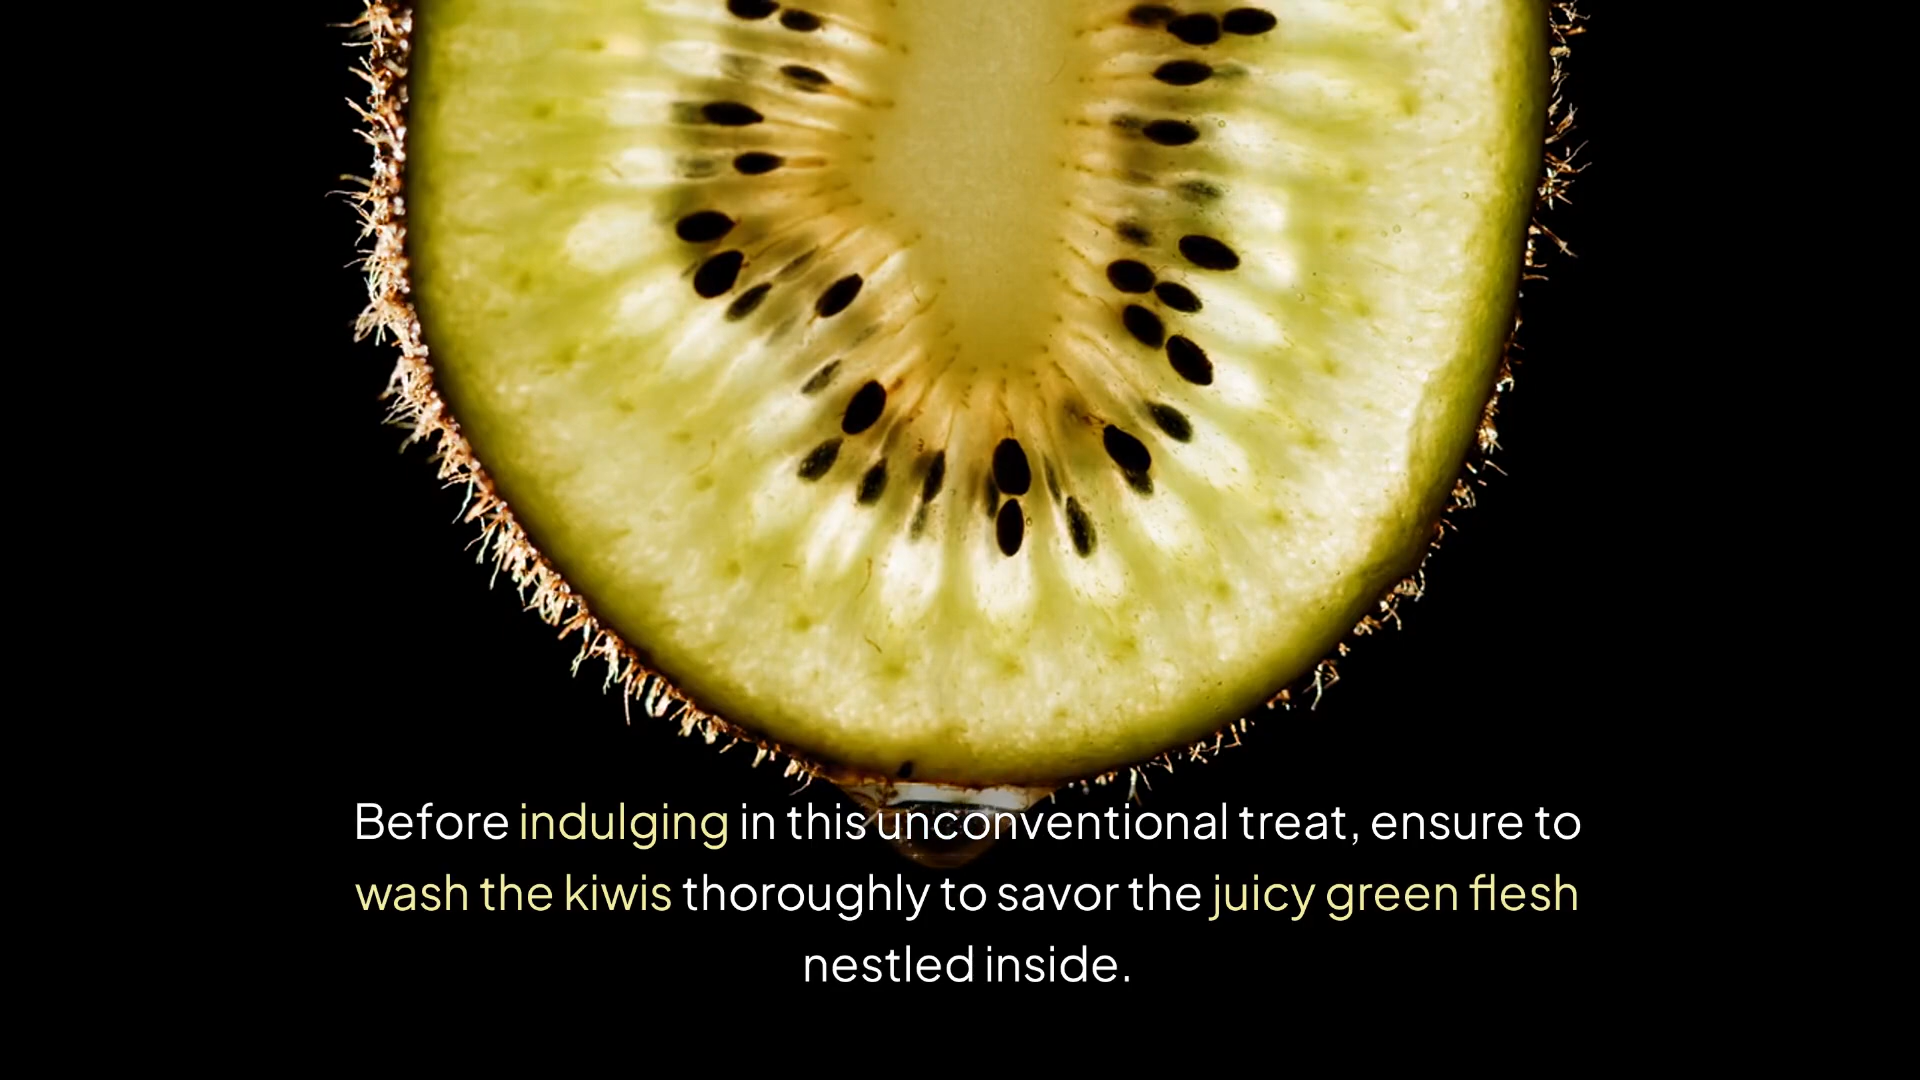 Before indulging in this unconventional treat, ensure to
wash the kiwis thoroughly to savor the juicy green flesh
nestled inside.